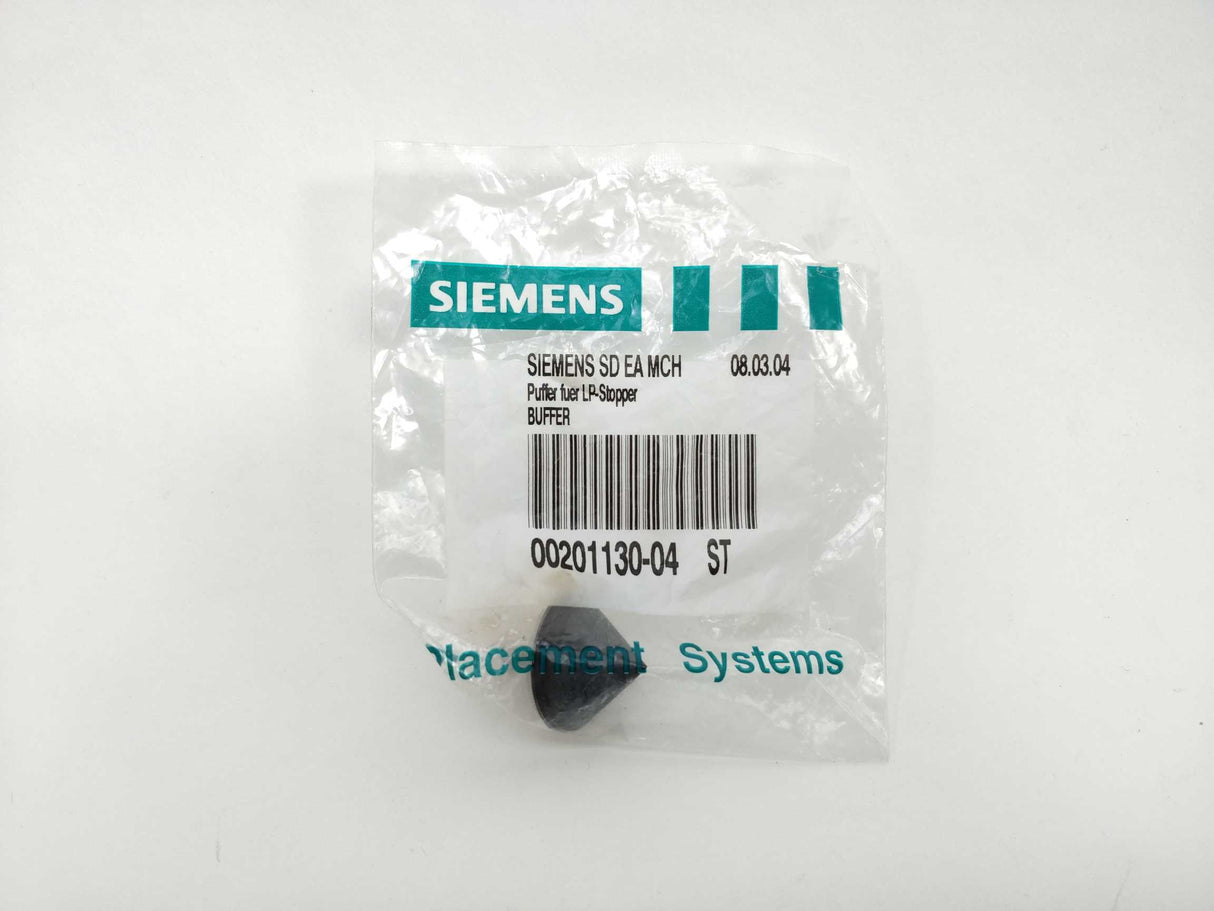 SIEMENS
SIEMENS SD EA MCH 08.03.04
Puffer fuer LP-Stopper
BUFFER
00201130-04 ST
Placement Systems